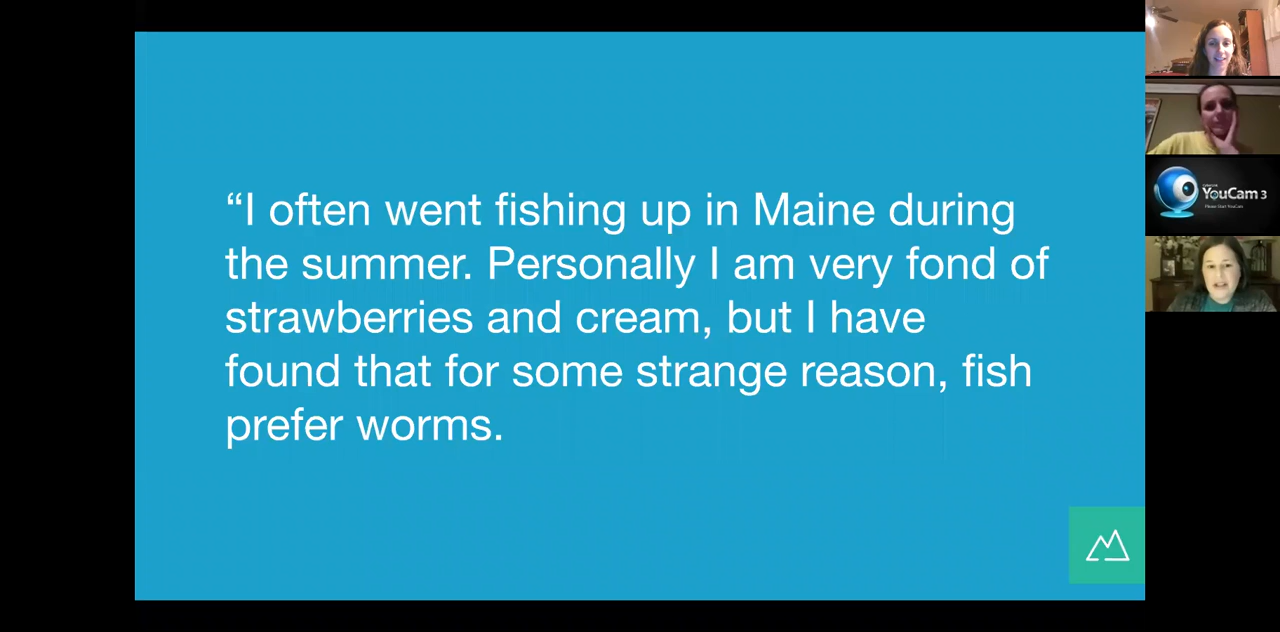 “I often went fishing up in Maine during
the summer. Personally I am very fond of
strawberries and cream, but I have
found that for some strange reason, fish
prefer worms.
YouCam 3